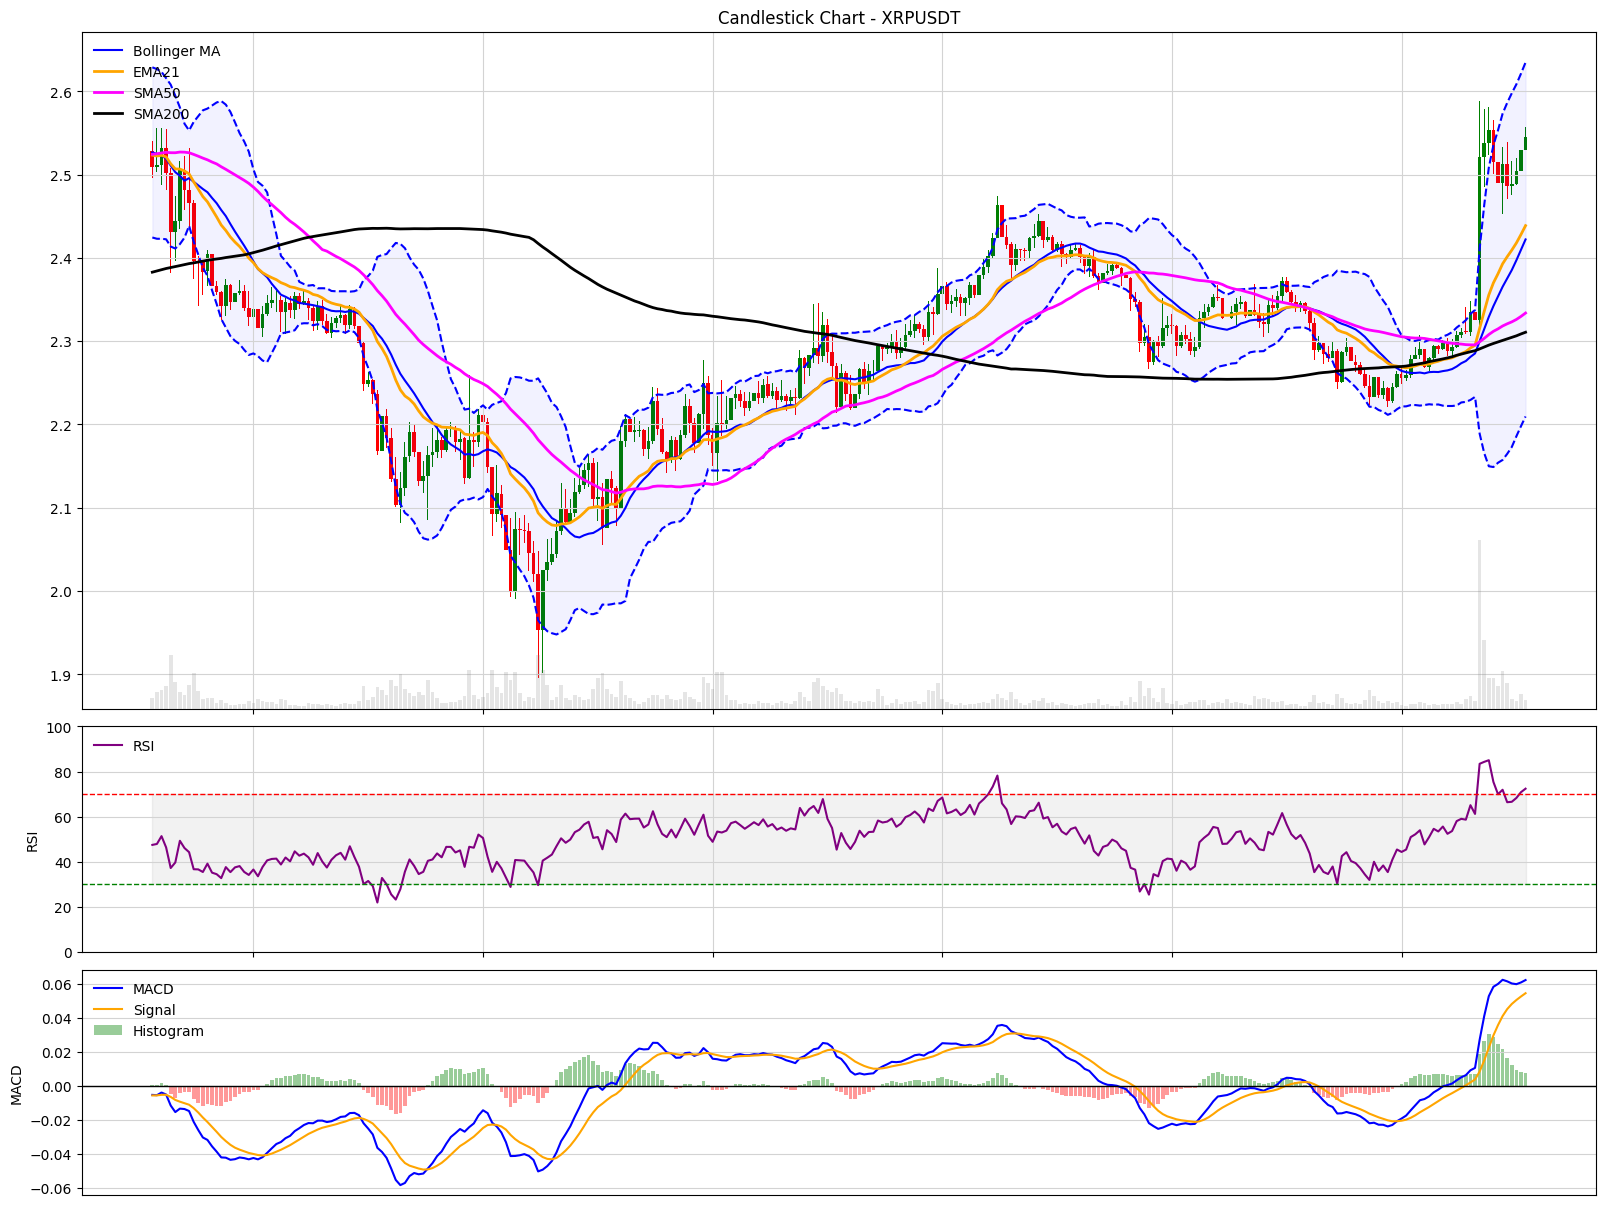 Candlestick Chart - XRPUSDT
Bollinger MA
EMA21
SMA50
SMA200
2.6
2.5
2.4
2.3
2.2
2.1
2.0
1.9
RSI
100
80
60
40
20
0
RSI
MACD
Signal
Histogram
0.06
0.04
0.02
0.00
−0.02
−0.04
−0.06
MACD